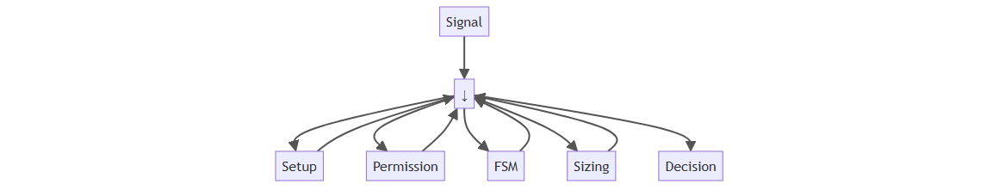 Signal
↓
Setup
Permission
FSM
Sizing
Decision